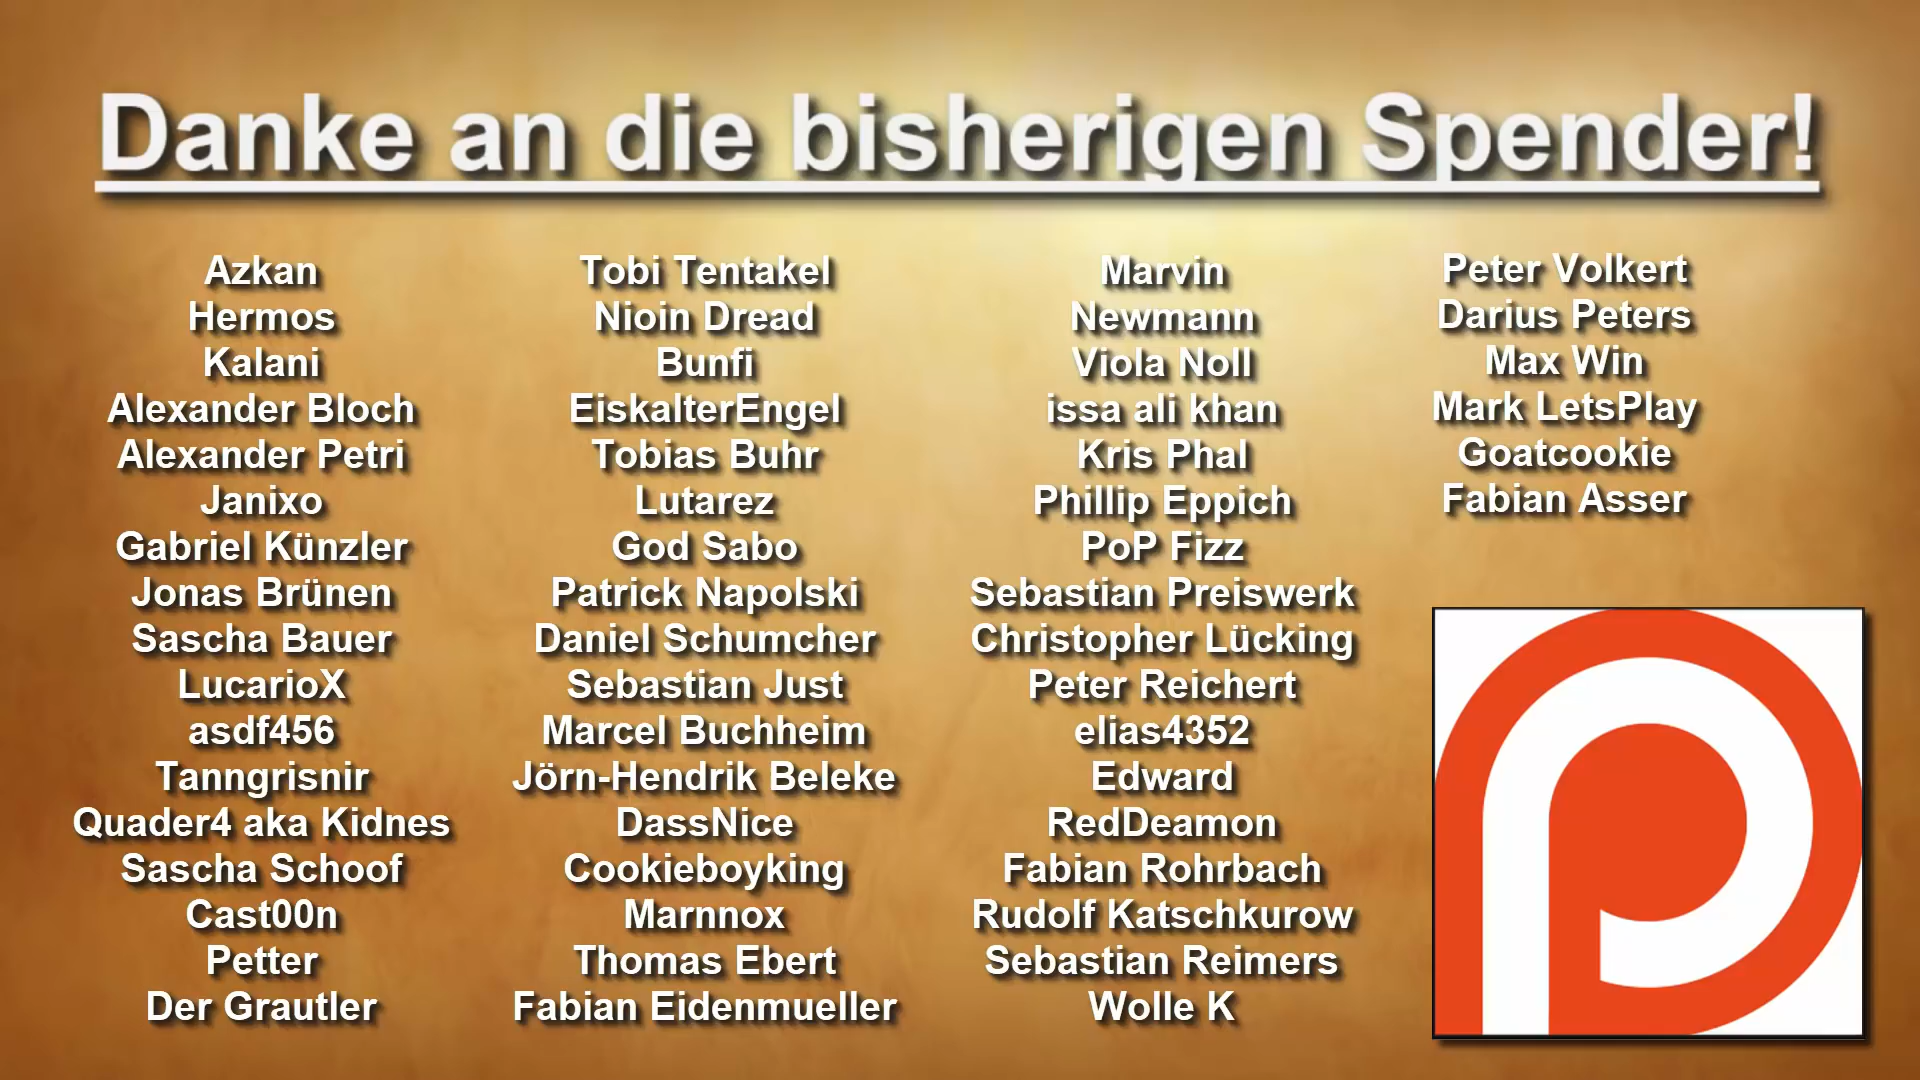 Danke an die bisherigen Spender!
Azkan
Hermos
Kalani
Alexander Bloch
Alexander Petri
Janixo
Gabriel Künzler
Jonas Brünen
Sascha Bauer
LucarioX
asdf456
Tanngrisnir
Quader4 aka Kidnes
Sascha Schoof
Cast00n
Petter
Der Grautler
Tobi Tentakel
Nioin Dread
Bunfi
EiskalterEngel
Tobias Buhr
Lutarez
God Sabo
Patrick Napolski
Daniel Schumcher
Sebastian Just
Marcel Buchheim
Jörn-Hendrik Beleke
DassNice
Cookieboyking
Marnnox
Thomas Ebert
Fabian Eidenmueller
Marvin
Newmann
Viola Noll
issa ali khan
Kris Phal
Phillip Eppich
PoP Fizz
Sebastian Preiswerk
Christopher Lücking
Peter Reichert
elias4352
Edward
RedDeamon
Fabian Rohrbach
Rudolf Katschkurow
Sebastian Reimers
Wolle K
Peter Volkert
Darius Peters
Max Win
Mark LetsPlay
Goatcookie
Fabian Asser